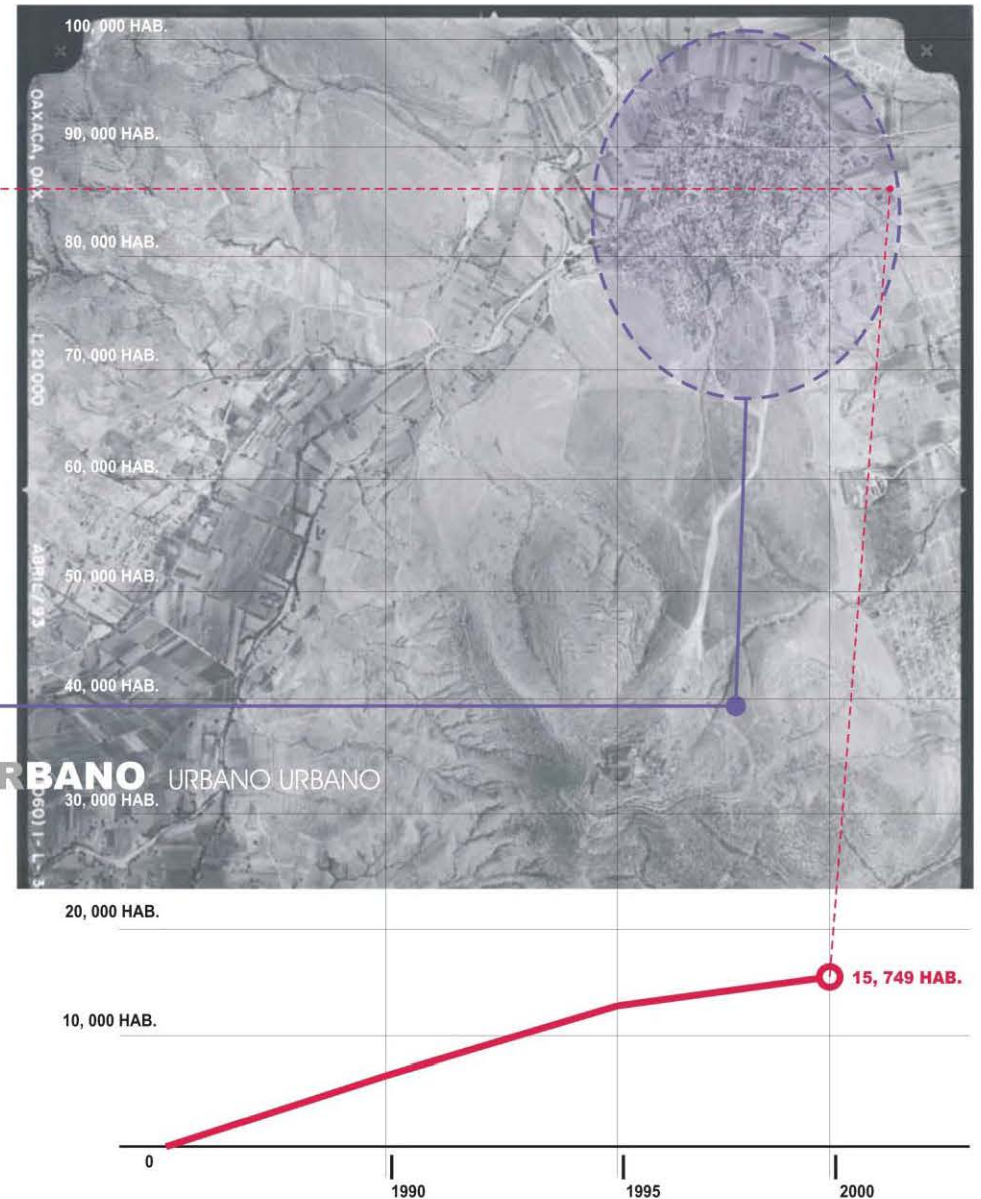 100, 000 HAB.
OAXACA, OAX
90, 000 HAB.
80, 000 HAB.
70, 000 HAB.
60, 000 HAB.
50, 000 HAB.
ABRIL / 93
40, 000 HAB.
RBANO URBANO URBANO
30, 000 HAB.
20, 000 HAB.
15, 749 HAB.
10, 000 HAB.
0
1990
1995
2000